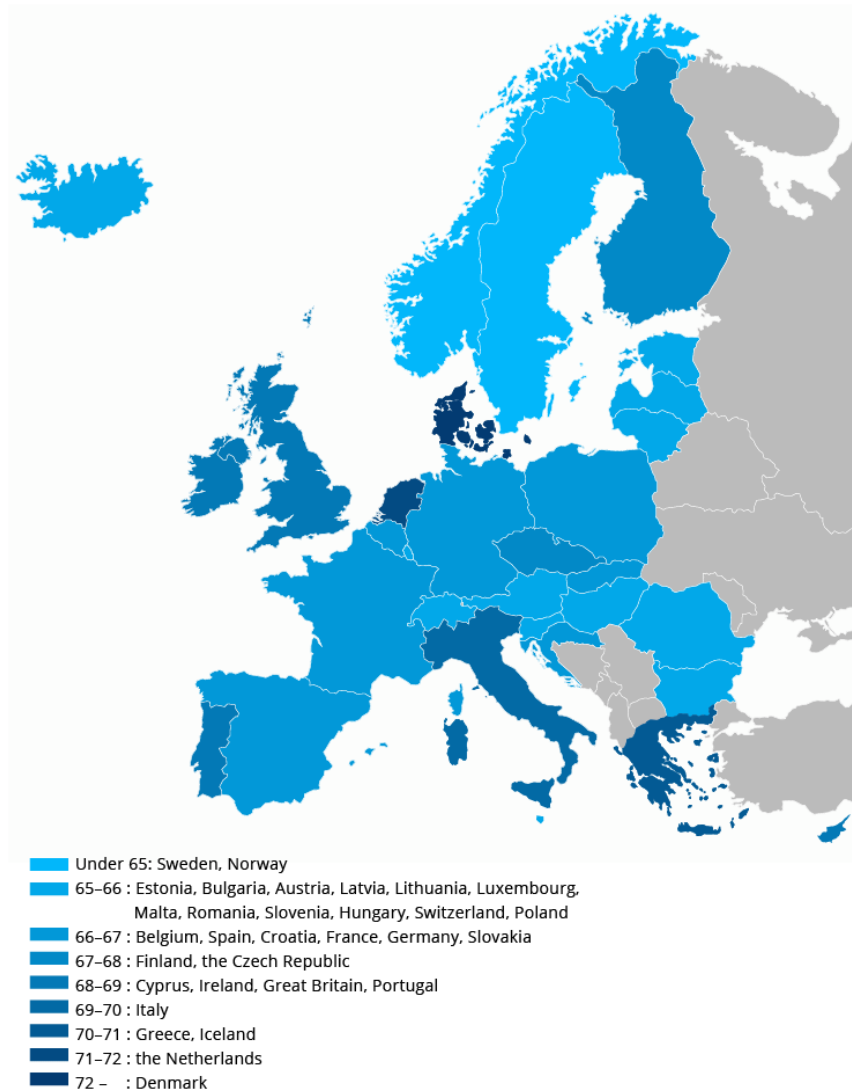 Under 65: Sweden, Norway
65–66 : Estonia, Bulgaria, Austria, Latvia, Lithuania, Luxembourg,
Malta, Romania, Slovenia, Hungary, Switzerland, Poland
66–67 : Belgium, Spain, Croatia, France, Germany, Slovakia
67–68 : Finland, the Czech Republic
68–69 : Cyprus, Ireland, Great Britain, Portugal
69–70 : Italy
70–71 : Greece, Iceland
71–72 : the Netherlands
72 – : Denmark